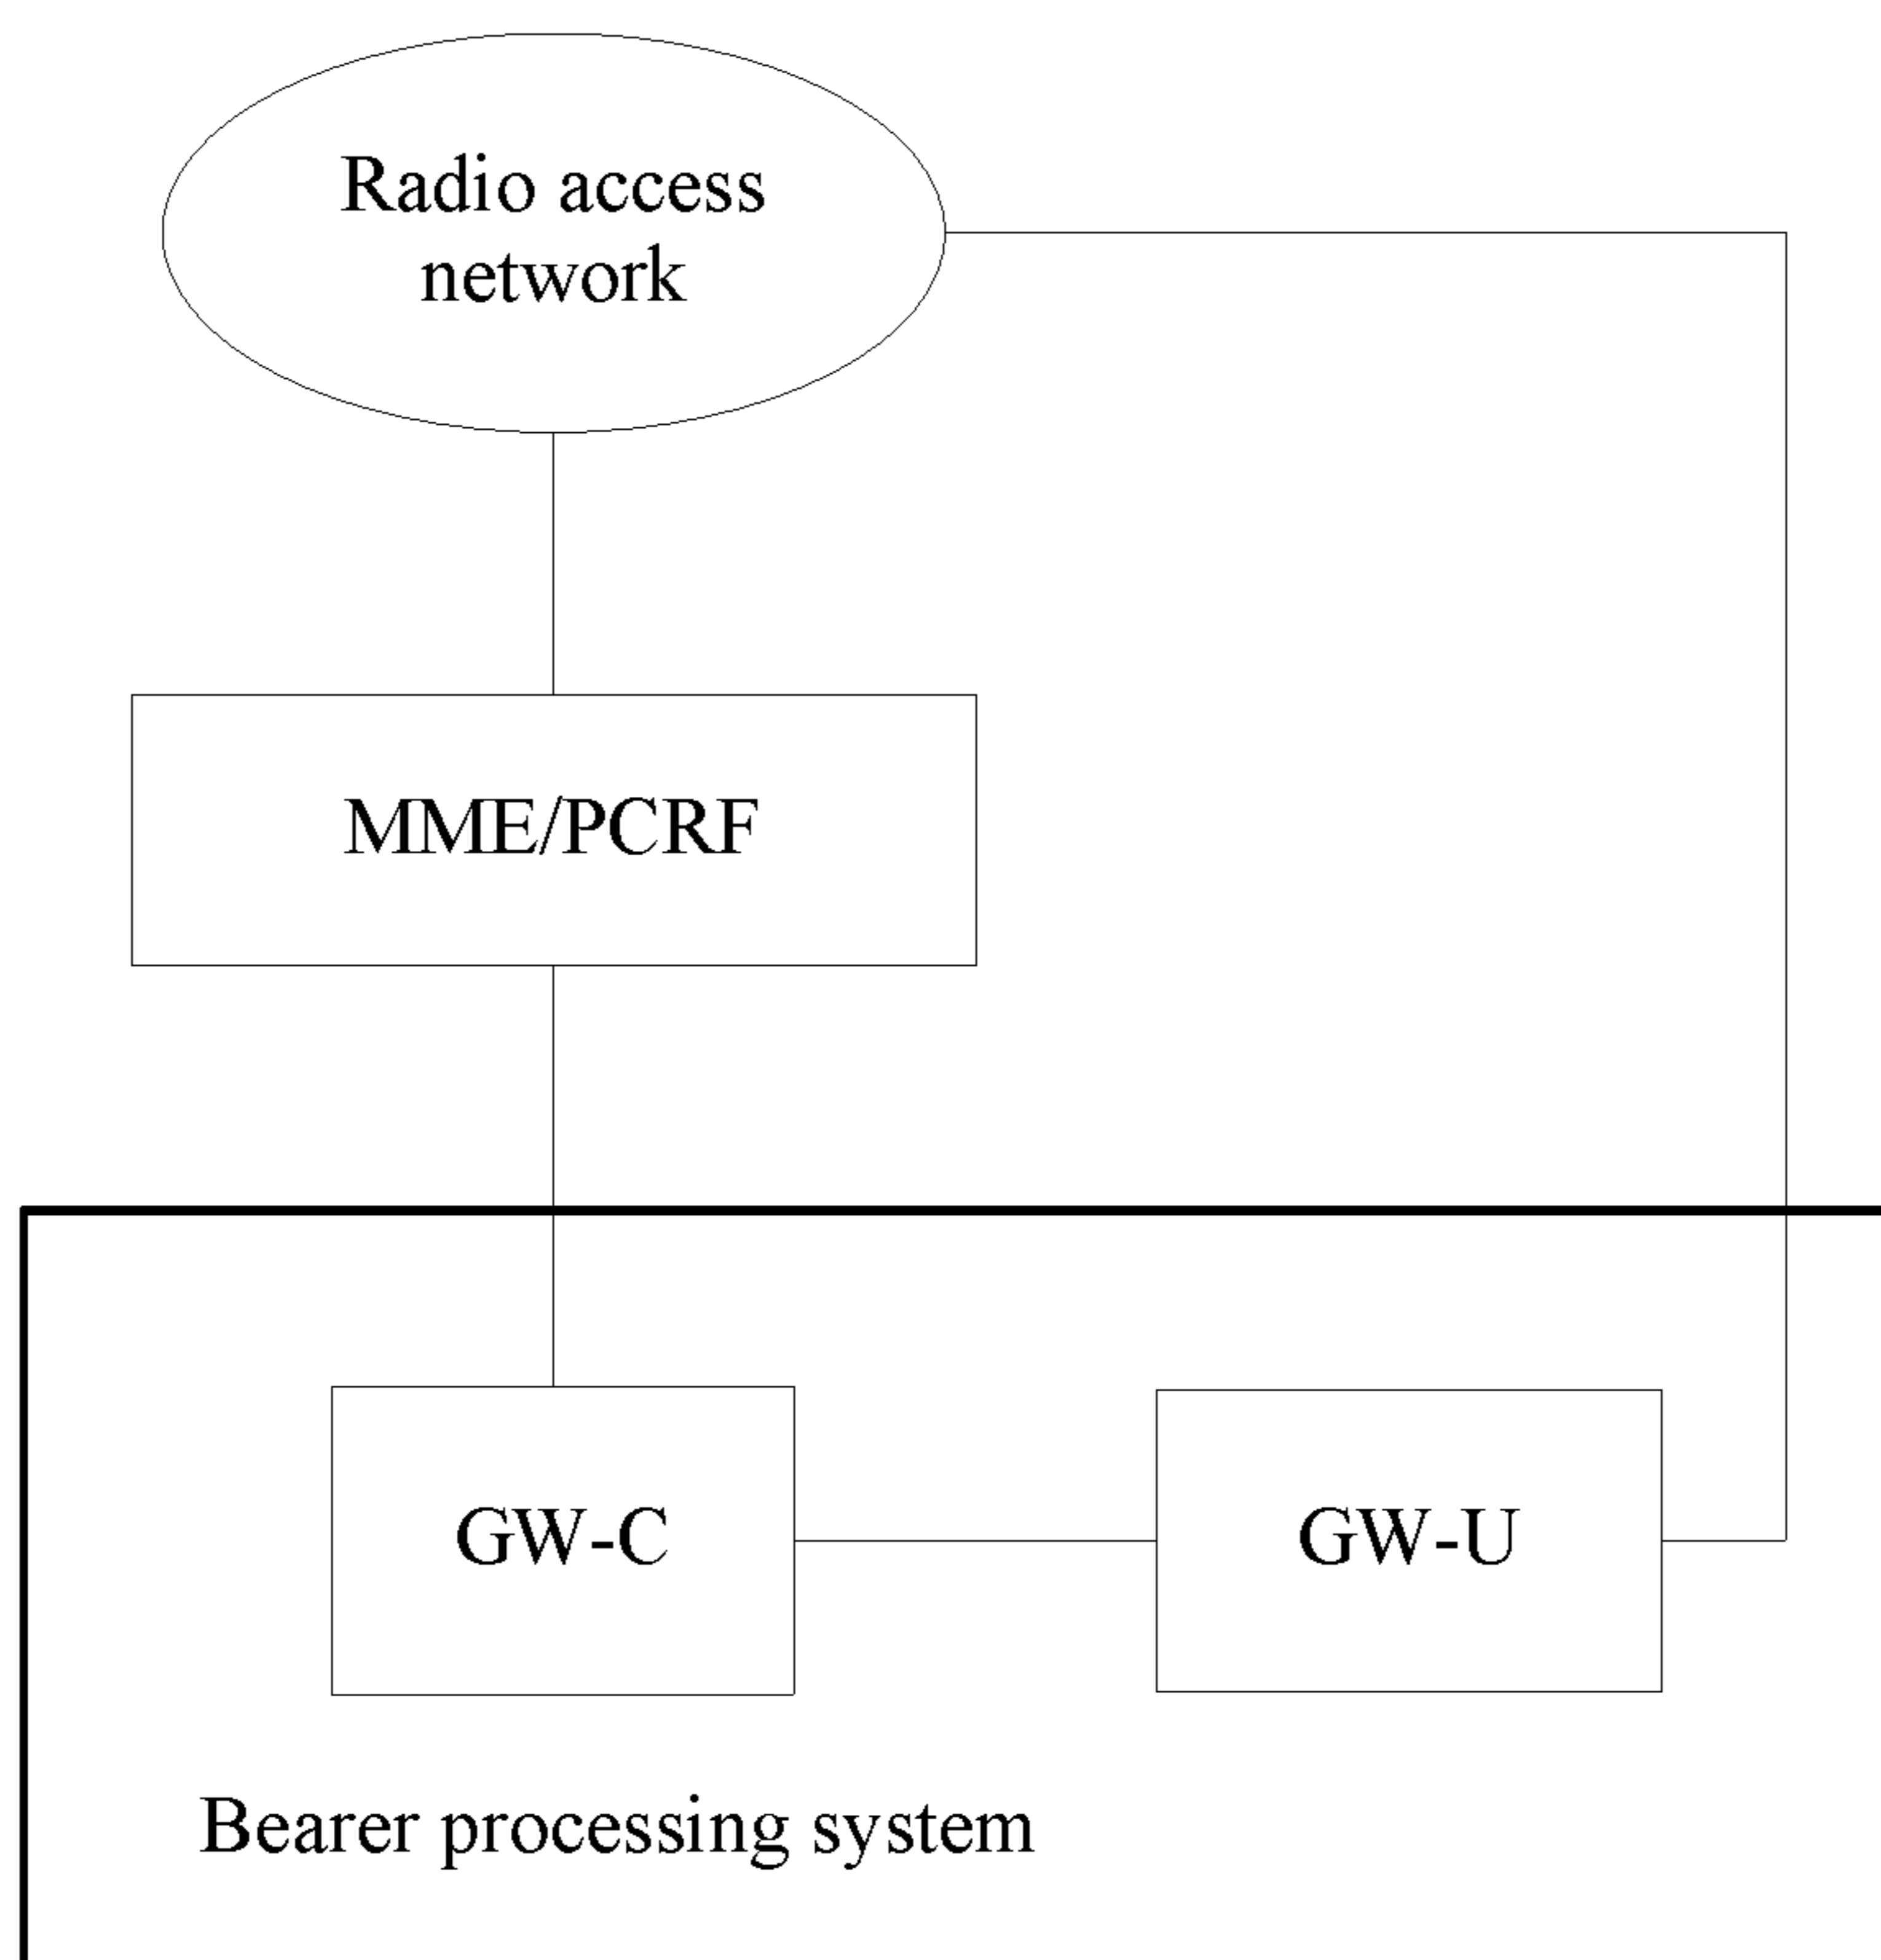 Radio access
network
MME/PCRF
GW-C
GW-U
Bearer processing system